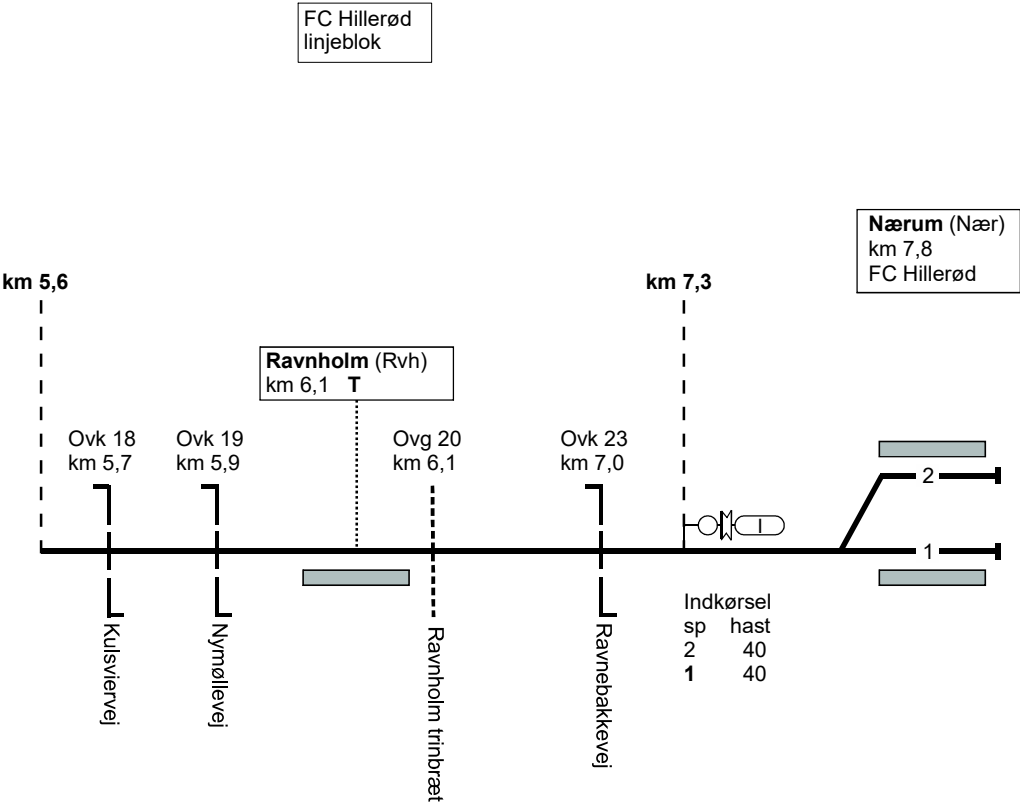 FC Hillerød
linjeblok
Nærum (Nær)
km 7,8
FC Hillerød
km 5,6
km 7,3
Ravnholm (Rvh)
km 6,1 T
Ovk 18
km 5,7
Ovk 19
km 5,9
Ovg 20
km 6,1
Ovk 23
km 7,0
2
I
1
Kulsviervej
Nymøllevej
Ravnholm trinbræt
Ravnebakkevej
Indkørsel
sp hast
2 40
1 40